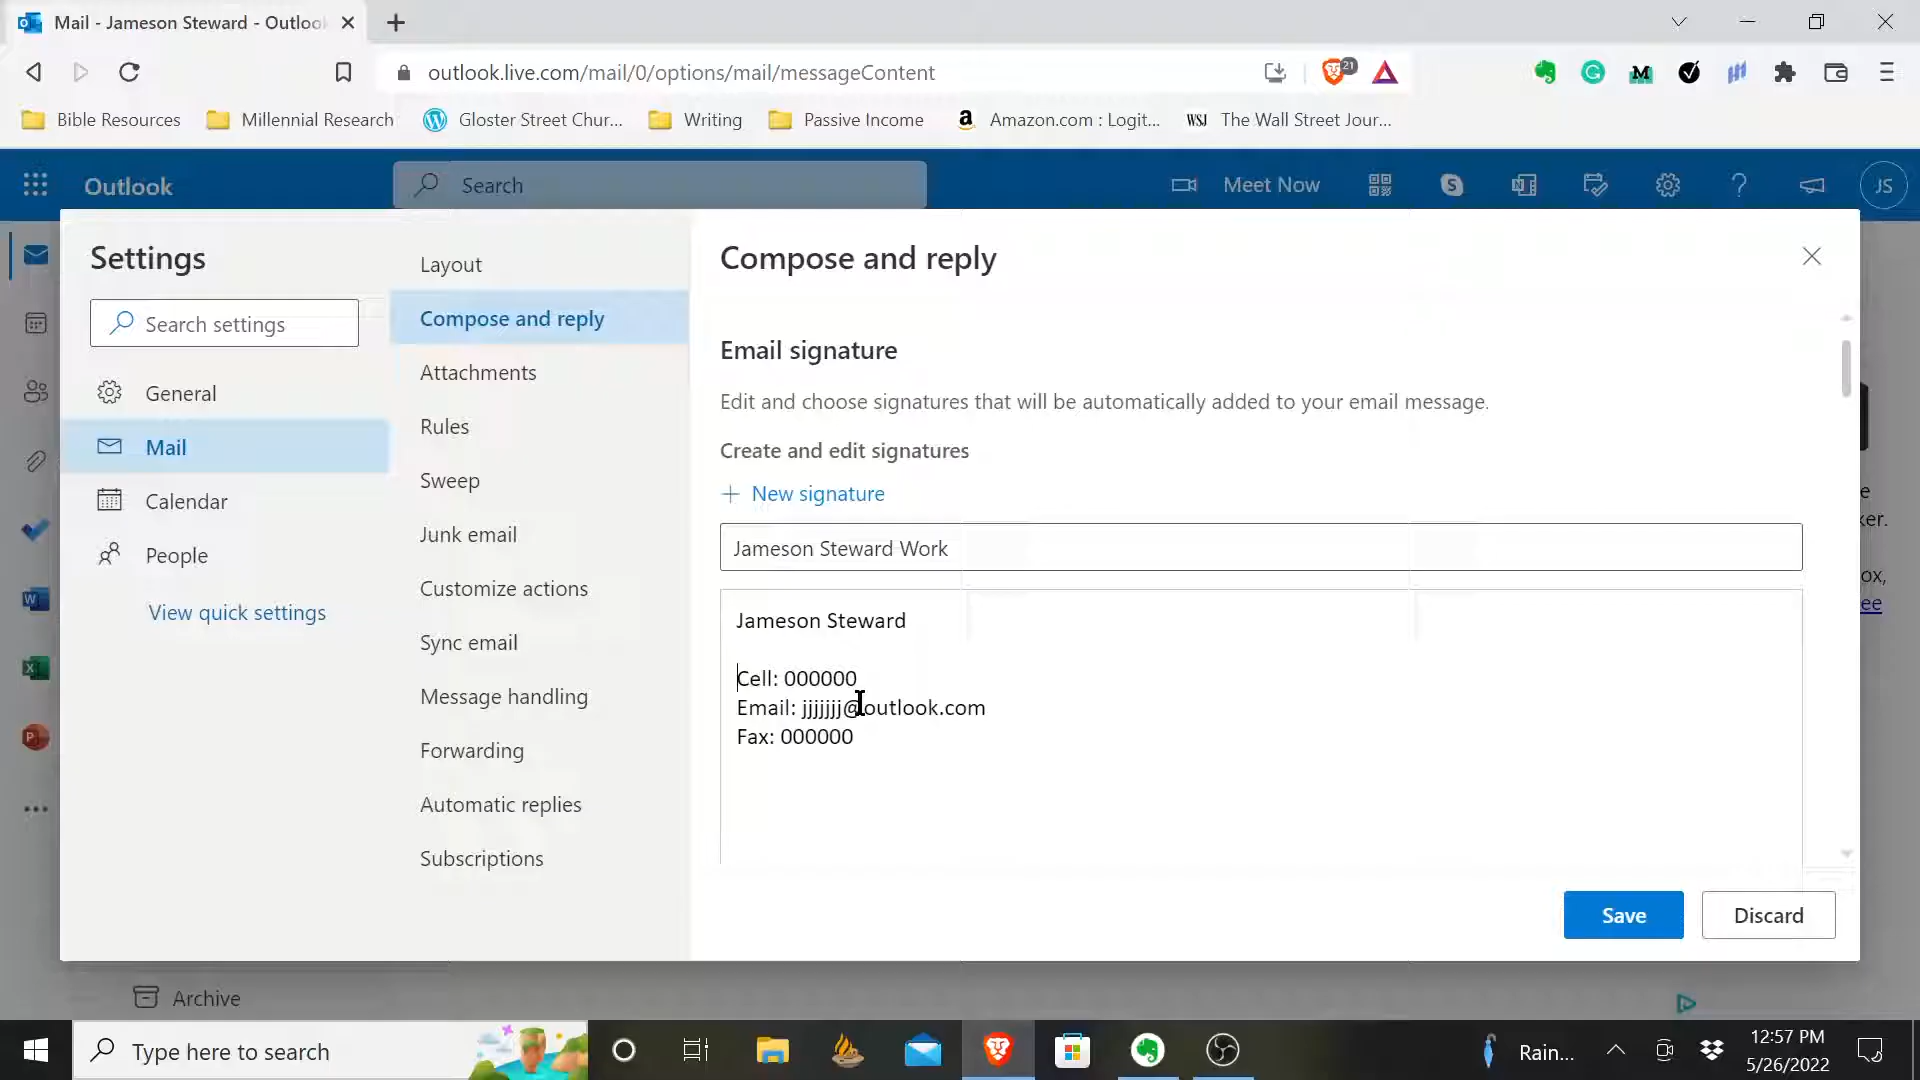 Mail - Jameson Steward - Outloo
outlook.live.com/mail/0/options/mail/messageContent
21
Bible Resources
Millennial Research
Gloster Street Chur...
Writing
Passive Income
Amazon.com : Logit...
WSJ
The Wall Street Jour...
Outlook
Search
Meet Now
JS
Settings
Search settings
General
Mail
Calendar
People
View quick settings
Layout
Compose and reply
Attachments
Rules
Sweep
Junk email
Customize actions
Sync email
Message handling
Forwarding
Automatic replies
Subscriptions
Compose and reply
Email signature
Edit and choose signatures that will be automatically added to your email message.
Create and edit signatures
New signature
Jameson Steward Work
Jameson Steward
Cell: 000000
Email: jjjjjjj@outlook.com
Fax: 000000
Save
Discard
Archive
Type here to search
Rain...
12:57 PM
5/26/2022